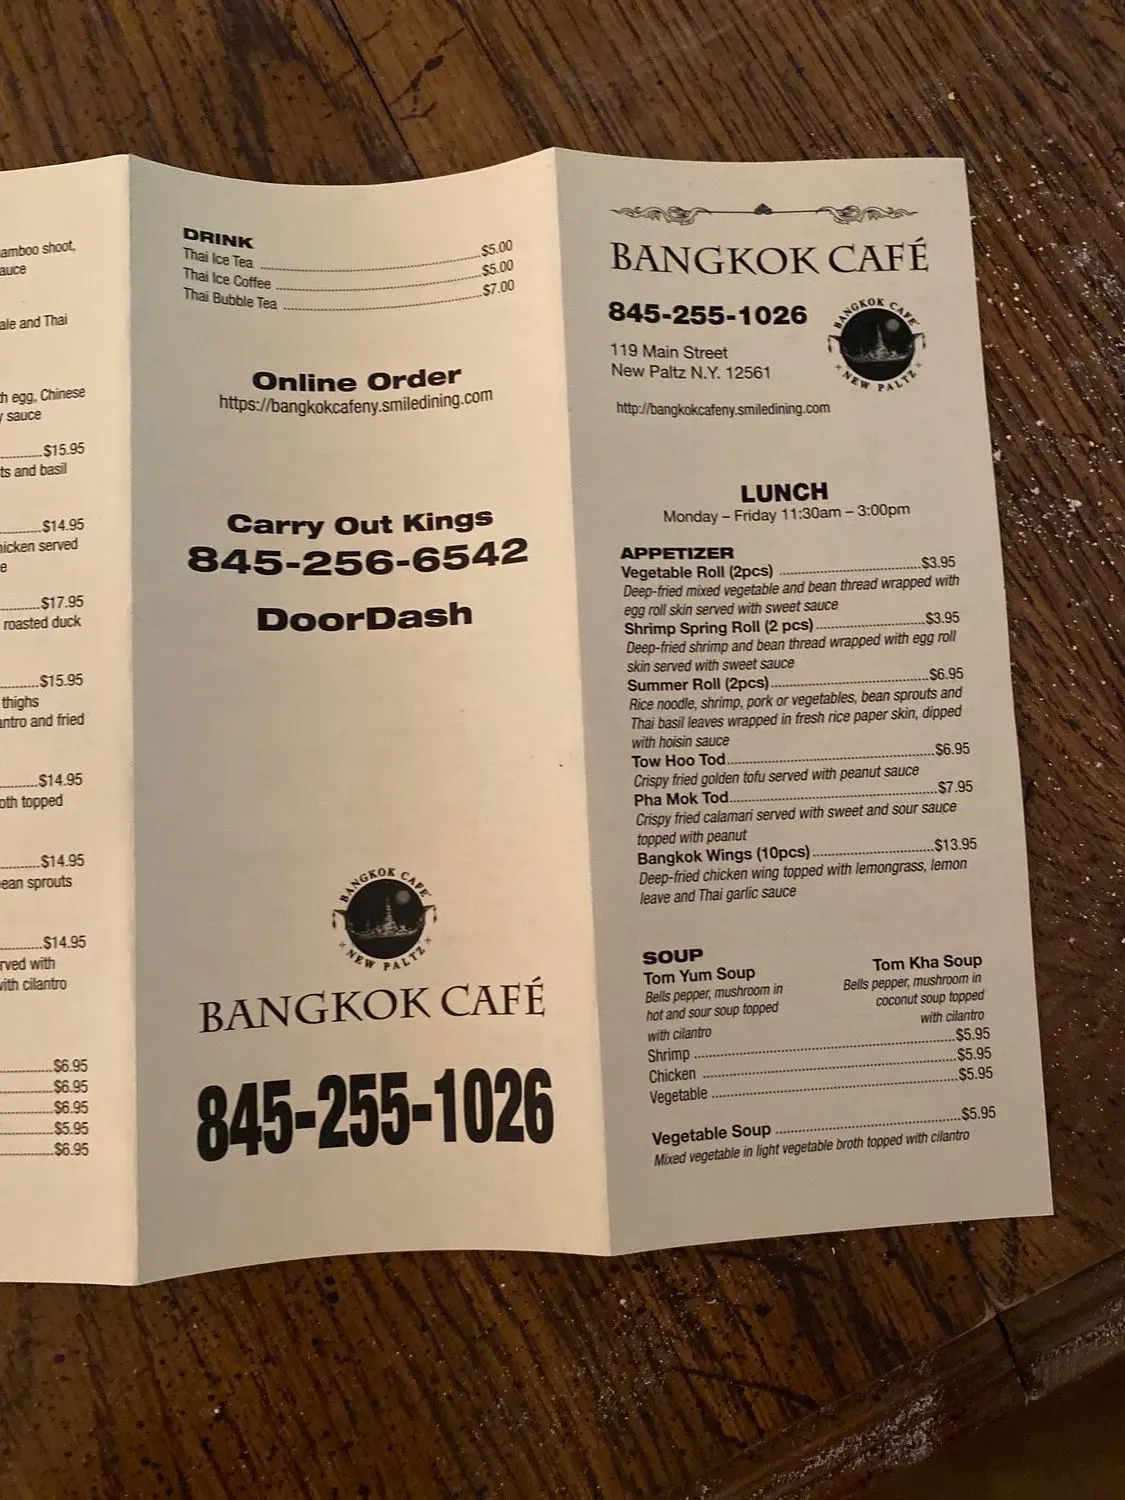 amboo shoot,
auce
ale and Thai
h egg, Chinese
y sauce
$15.95
ts and basil
$14.95
icken served
e
$17.95
roasted duck
$15.95
thighs
ntro and fried
$14.95
oth topped
$14.95
ean sprouts
$14.95
rved with
vith cilantro
$6.95
$6.95
$6.95
$5.95
$6.95
DRINK
Thai Ice Tea $5.00
Thai Ice Coffee $5.00
Thai Bubble Tea $7.00
Online Order
https://bangkokcafeny.smiledining.com
Carry Out Kings
845-256-6542
DoorDash
BANGKOK CAFE
NEW PALTZ
BANGKOK CAFÉ
845-255-1026
BANGKOK CAFÉ
845-255-1026
BANGKOK CAFE
NEW PALTZ
119 Main Street
New Paltz N.Y. 12561
http://bangkokcafeny.smiledining.com
LUNCH
Monday – Friday 11:30am – 3:00pm
APPETIZER
Vegetable Roll (2pcs) $3.95
Deep-fried mixed vegetable and bean thread wrapped with
egg roll skin served with sweet sauce
Shrimp Spring Roll (2 pcs) $3.95
Deep-fried shrimp and bean thread wrapped with egg roll
skin served with sweet sauce
Summer Roll (2pcs) $6.95
Rice noodle, shrimp, pork or vegetables, bean sprouts and
Thai basil leaves wrapped in fresh rice paper skin, dipped
with hoisin sauce
Tow Hoo Tod $6.95
Crispy fried golden tofu served with peanut sauce
Pha Mok Tod $7.95
Crispy fried calamari served with sweet and sour sauce
topped with peanut
Bangkok Wings (10pcs) $13.95
Deep-fried chicken wing topped with lemongrass, lemon
leave and Thai garlic sauce
SOUP
Tom Yum Soup
Bells pepper, mushroom in
hot and sour soup topped
with cilantro
Tom Kha Soup
Bells pepper, mushroom in
coconut soup topped
with cilantro
Shrimp $5.95
Chicken $5.95
Vegetable $5.95
Vegetable Soup $5.95
Mixed vegetable in light vegetable broth topped with cilantro